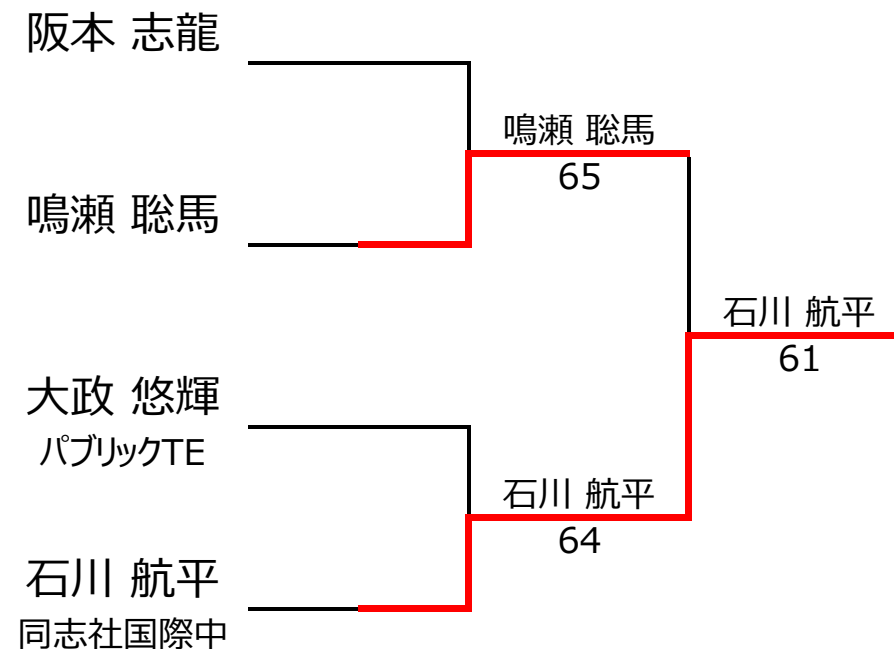 阪本 志龍
鳴瀬 聡馬
65
鳴瀬 聡馬
石川 航平
61
大政 悠輝
パブリックTE
石川 航平
64
石川 航平
同志社国際中